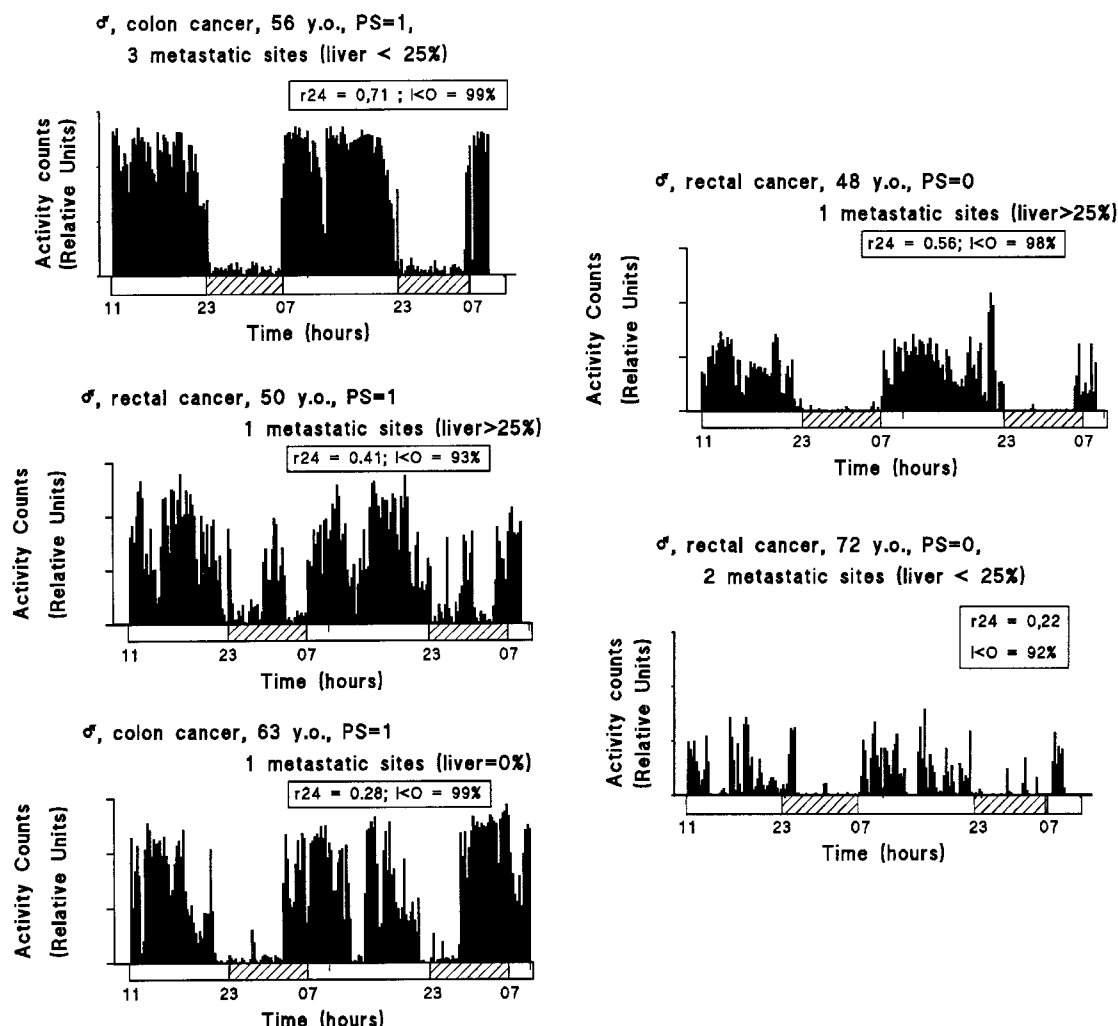 ♂, colon cancer, 56 y.o., PS=1,
3 metastatic sites (liver < 25%)
r24 = 0,71 ; I<O = 99%
Activity counts
(Relative Units)
11 23 07 23 07
Time (hours)
♂, rectal cancer, 50 y.o., PS=1
1 metastatic sites (liver>25%)
r24 = 0.41; I<O = 93%
Activity Counts
(Relative Units)
11 23 07 23 07
Time (hours)
♂, colon cancer, 63 y.o., PS=1
1 metastatic sites (liver=0%)
r24 = 0.28; I<O = 99%
Activity Counts
(Relative Units)
11 23 07 23 07
Time (hours)
♂, rectal cancer, 48 y.o., PS=0
1 metastatic sites (liver>25%)
r24 = 0.56; I<O = 98%
Activity Counts
(Relative Units)
11 23 07 23 07
Time (hours)
♂, rectal cancer, 72 y.o., PS=0,
2 metastatic sites (liver < 25%)
r24 = 0,22
I<O = 92%
Activity counts
(Relative Units)
11 23 07 23 07
Time (hours)